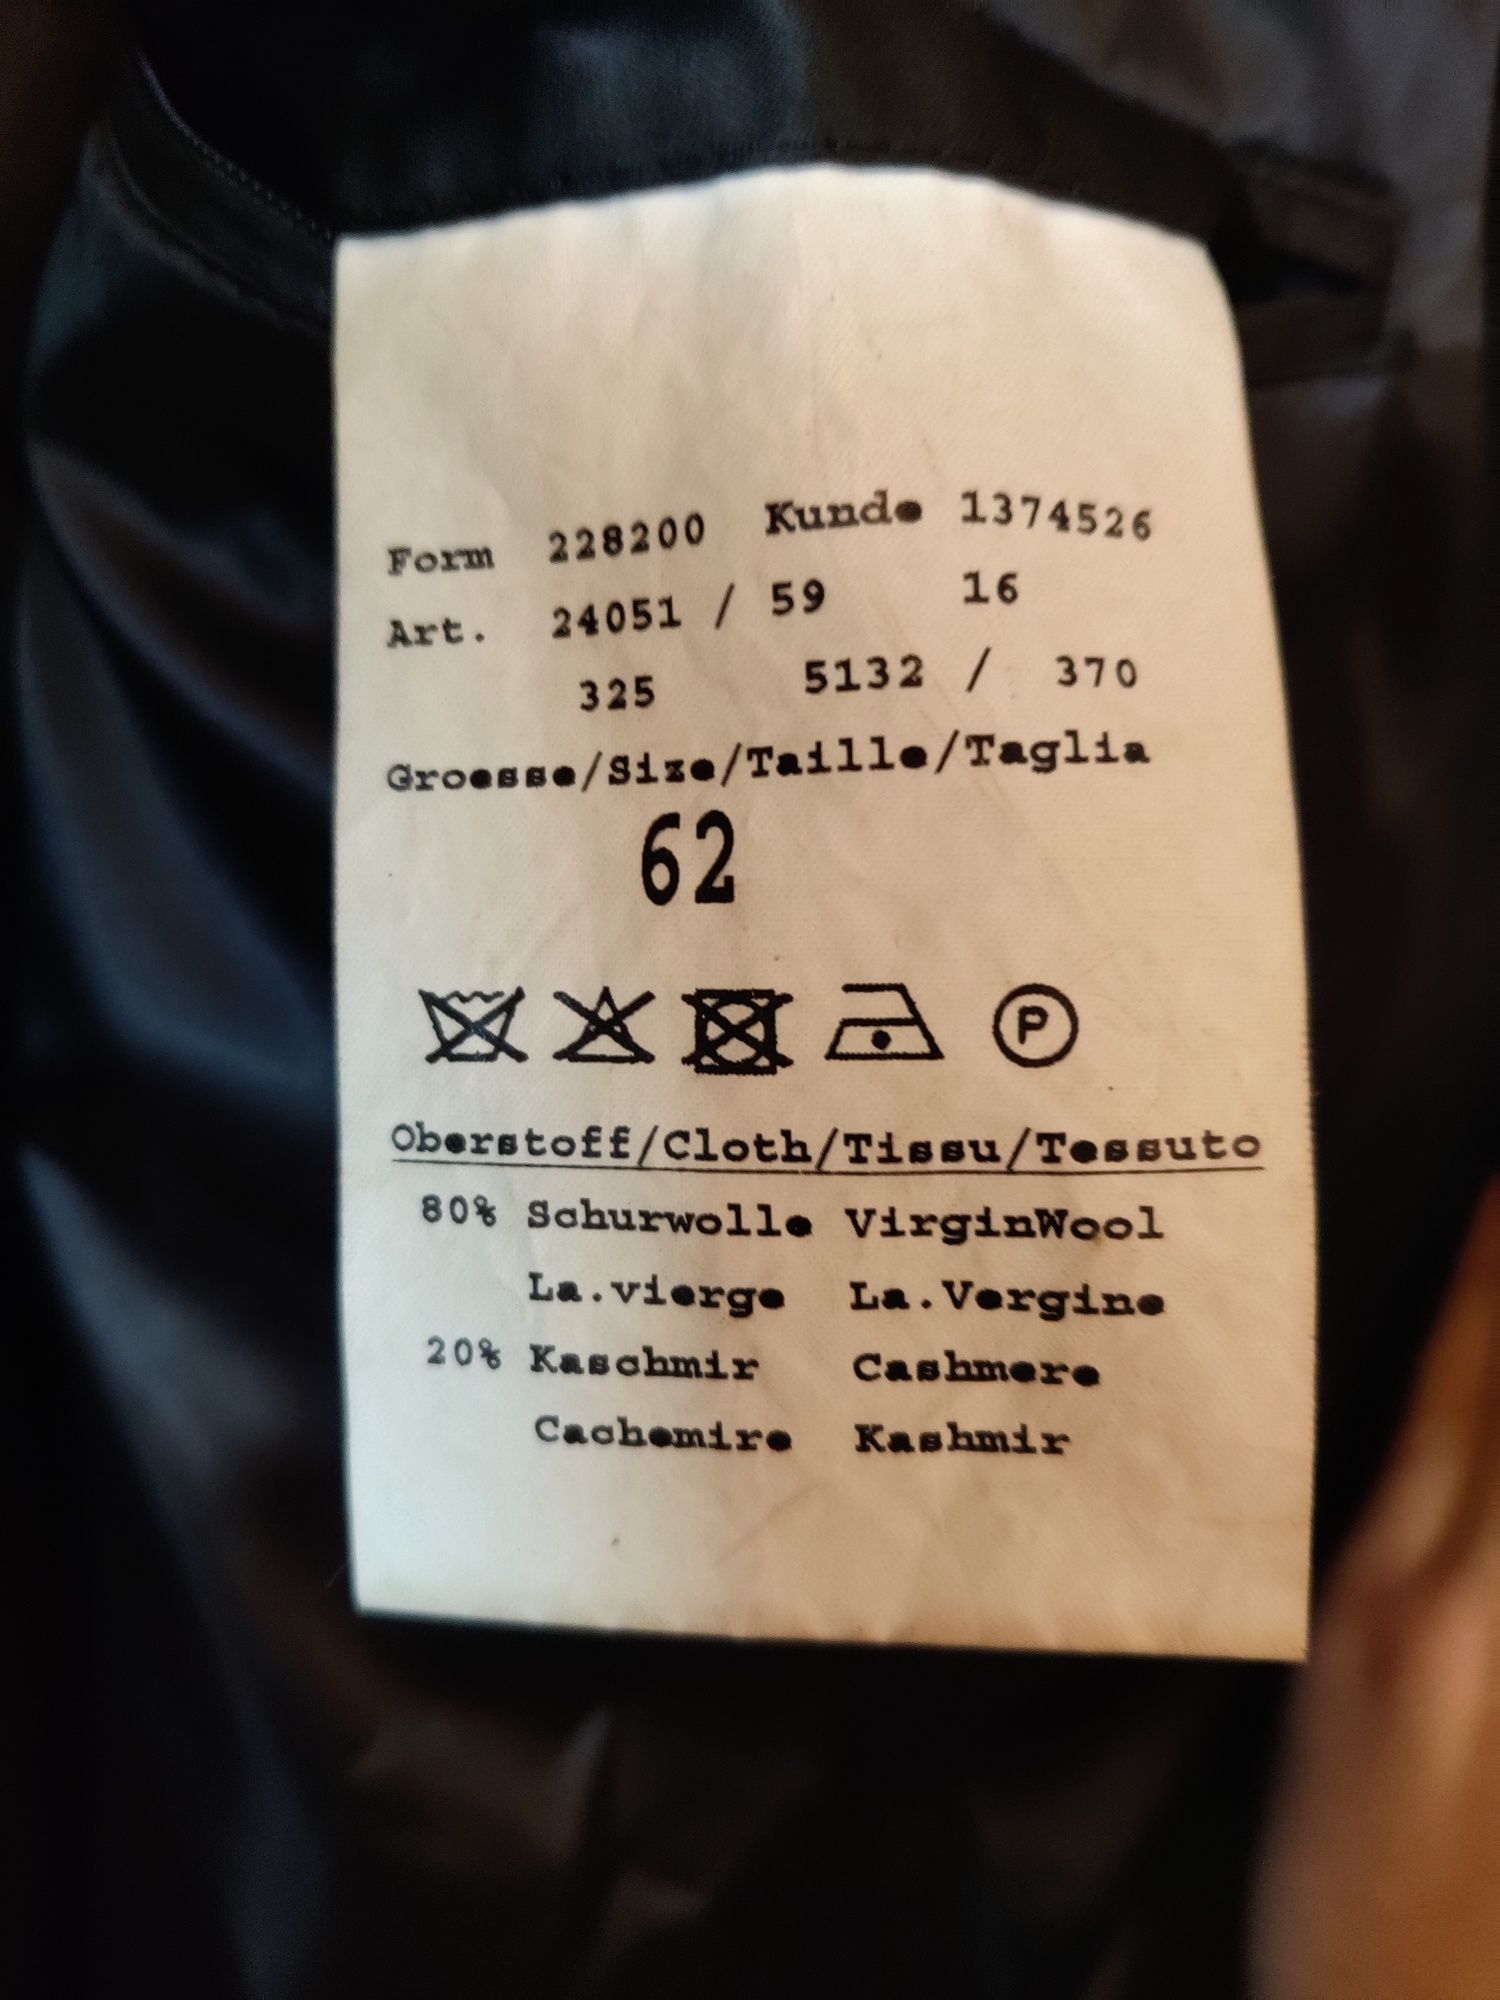 Form 228200 Kunde 1374526
Art. 24051 / 59 16
325 5132 / 370
Groesse/Size/Taille/Taglia
62
P
Oberstoff/Cloth/Tissu/Tessuto
80% Schurwolle VirginWool
La.vierge La.Vergine
20% Kaschmir Cashmere
Cachemire Kashmir